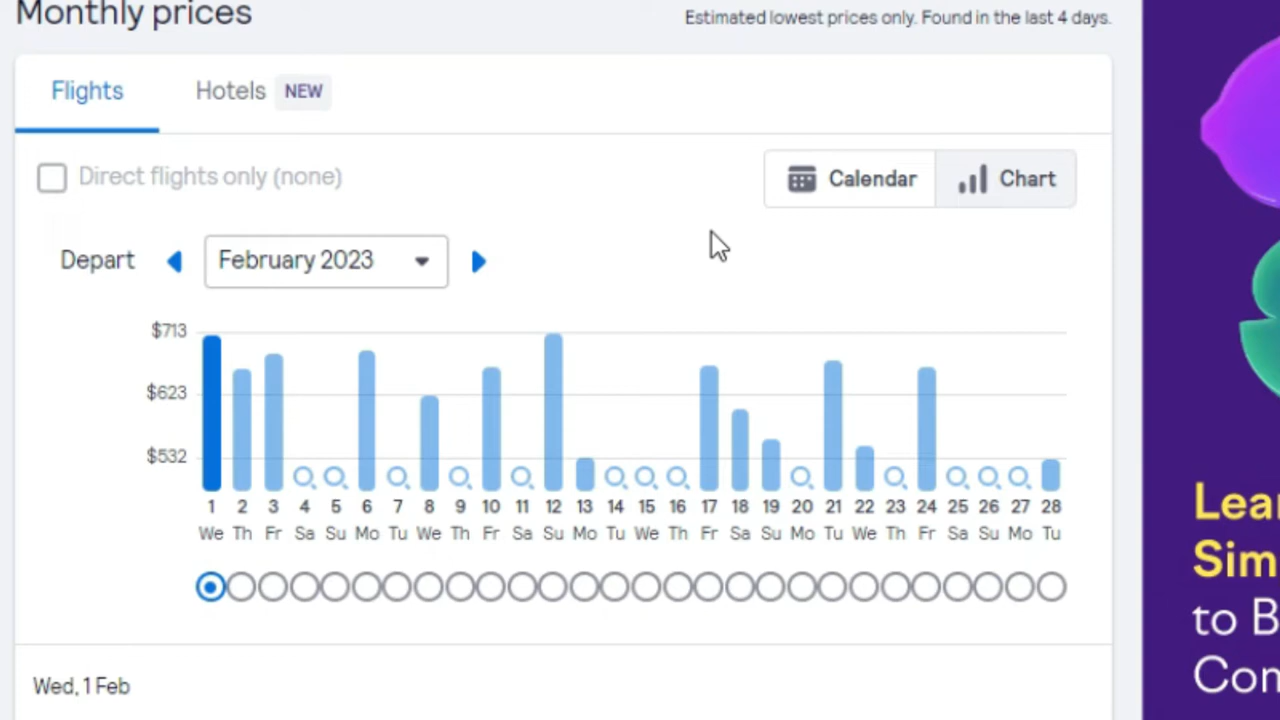 Monthly prices
Estimated lowest prices only. Found in the last 4 days.
Flights
Hotels NEW
Direct flights only (none)
Calendar
Chart
Depart
February 2023
$713
$623
$532
1 2 3 4 5 6 7 8 9 10 11 12 13 14 15 16 17 18 19 20 21 22 23 24 25 26 27 28
We Th Fr Sa Su Mo Tu We Th Fr Sa Su Mo Tu We Th Fr Sa Su Mo Tu We Th Fr Sa Su Mo Tu
Wed, 1 Feb
to B